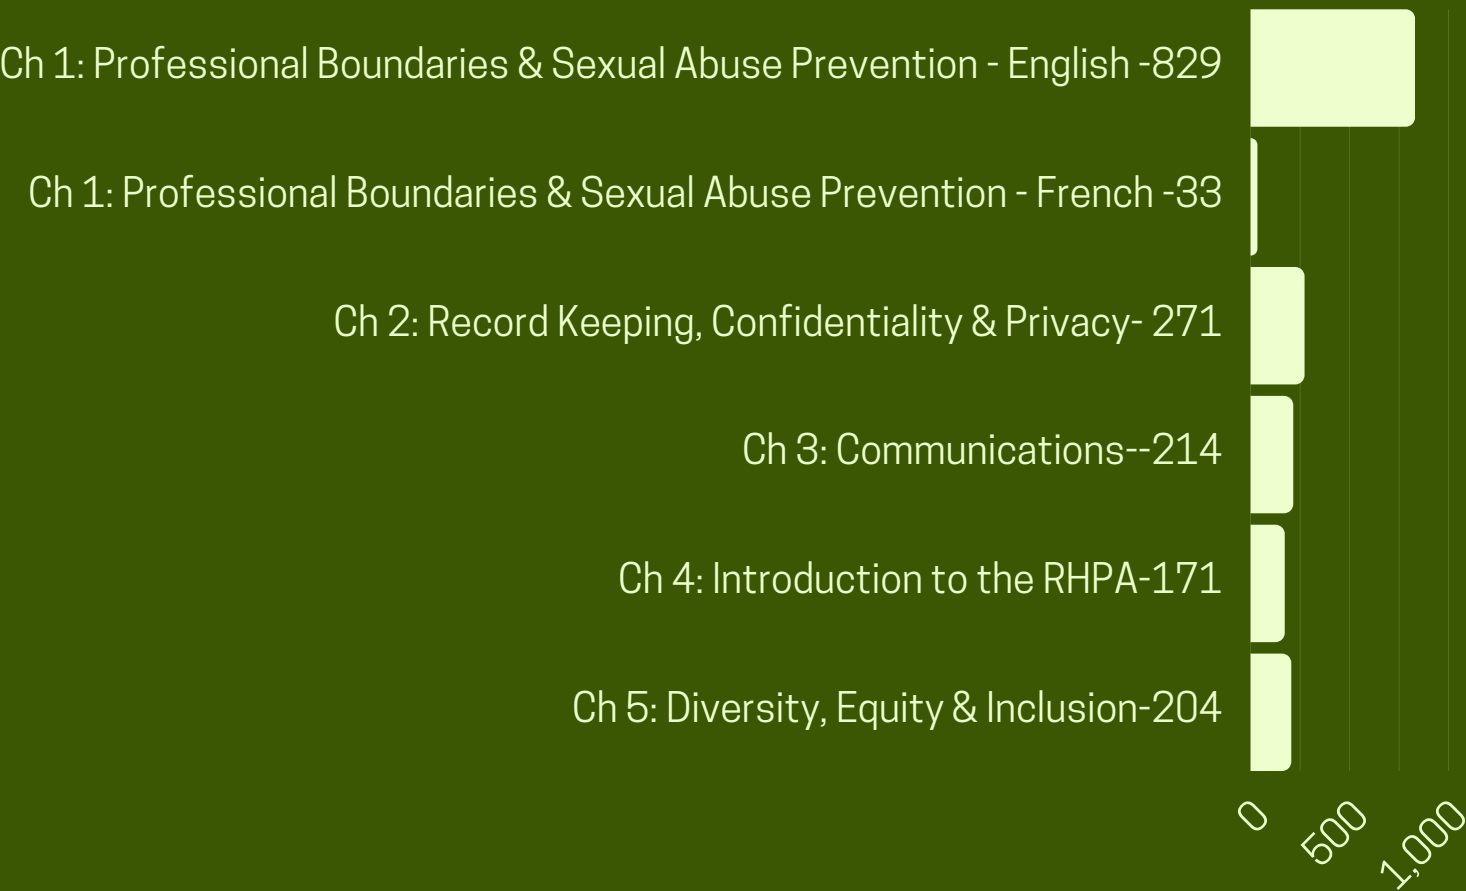 Ch 1: Professional Boundaries & Sexual Abuse Prevention - English -829
Ch 1: Professional Boundaries & Sexual Abuse Prevention - French -33
Ch 2: Record Keeping, Confidentiality & Privacy- 271
Ch 3: Communications--214
Ch 4: Introduction to the RHPA-171
Ch 5: Diversity, Equity & Inclusion-204
0
500
1,000